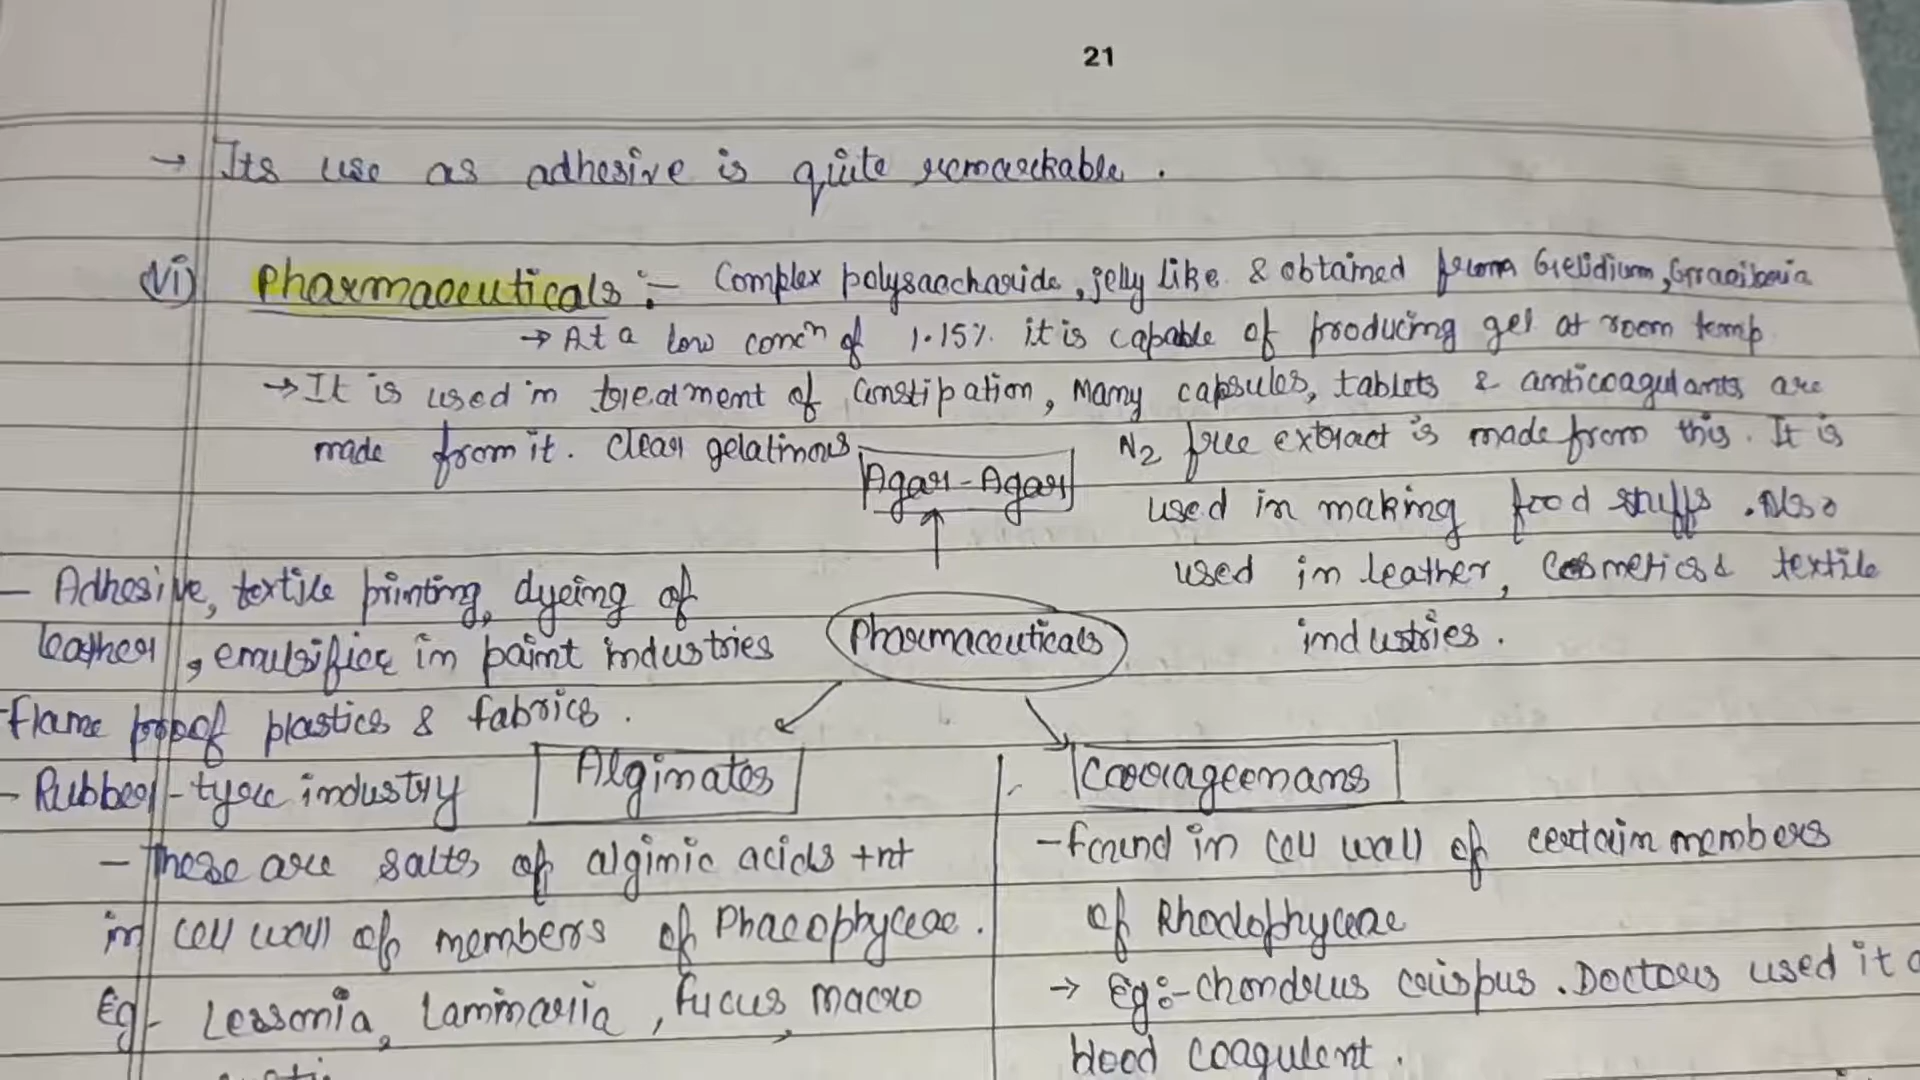 21
→ Its use as adhesive is quite remarkable.
(vi) Pharmaceuticals :- Complex polysaccharide, jelly like & obtained from Gelidium, Gracilaria
→ At a low concn of 1.15% it is capable of producing gel at room temp
→ It is used in treatment of constipation, Many capsules, tablets & anticoagulants are
made from it. Clear gelatinous N2 free extract is made from this. It is
Agar-Agar
used in making food stuffs. Also
used in leather, Cosmetics & textile
industries.
- Adhesive, textile printing, dyeing of
leather, emulsifier in paint industries
Pharmaceuticals
- flame proof plastics & fabrics.
- Rubber-tyre industry
Alginates
- These are salts of alginic acids +nt
in cell wall of members of Phaeophyceae.
Eg- Lessonia, Laminaria, Fucus, macro
Carrageenans
- found in cell wall of certain members
of Rhodophyceae
→ Eg:- Chondrus crispus. Doctors used it
blood coagulent.